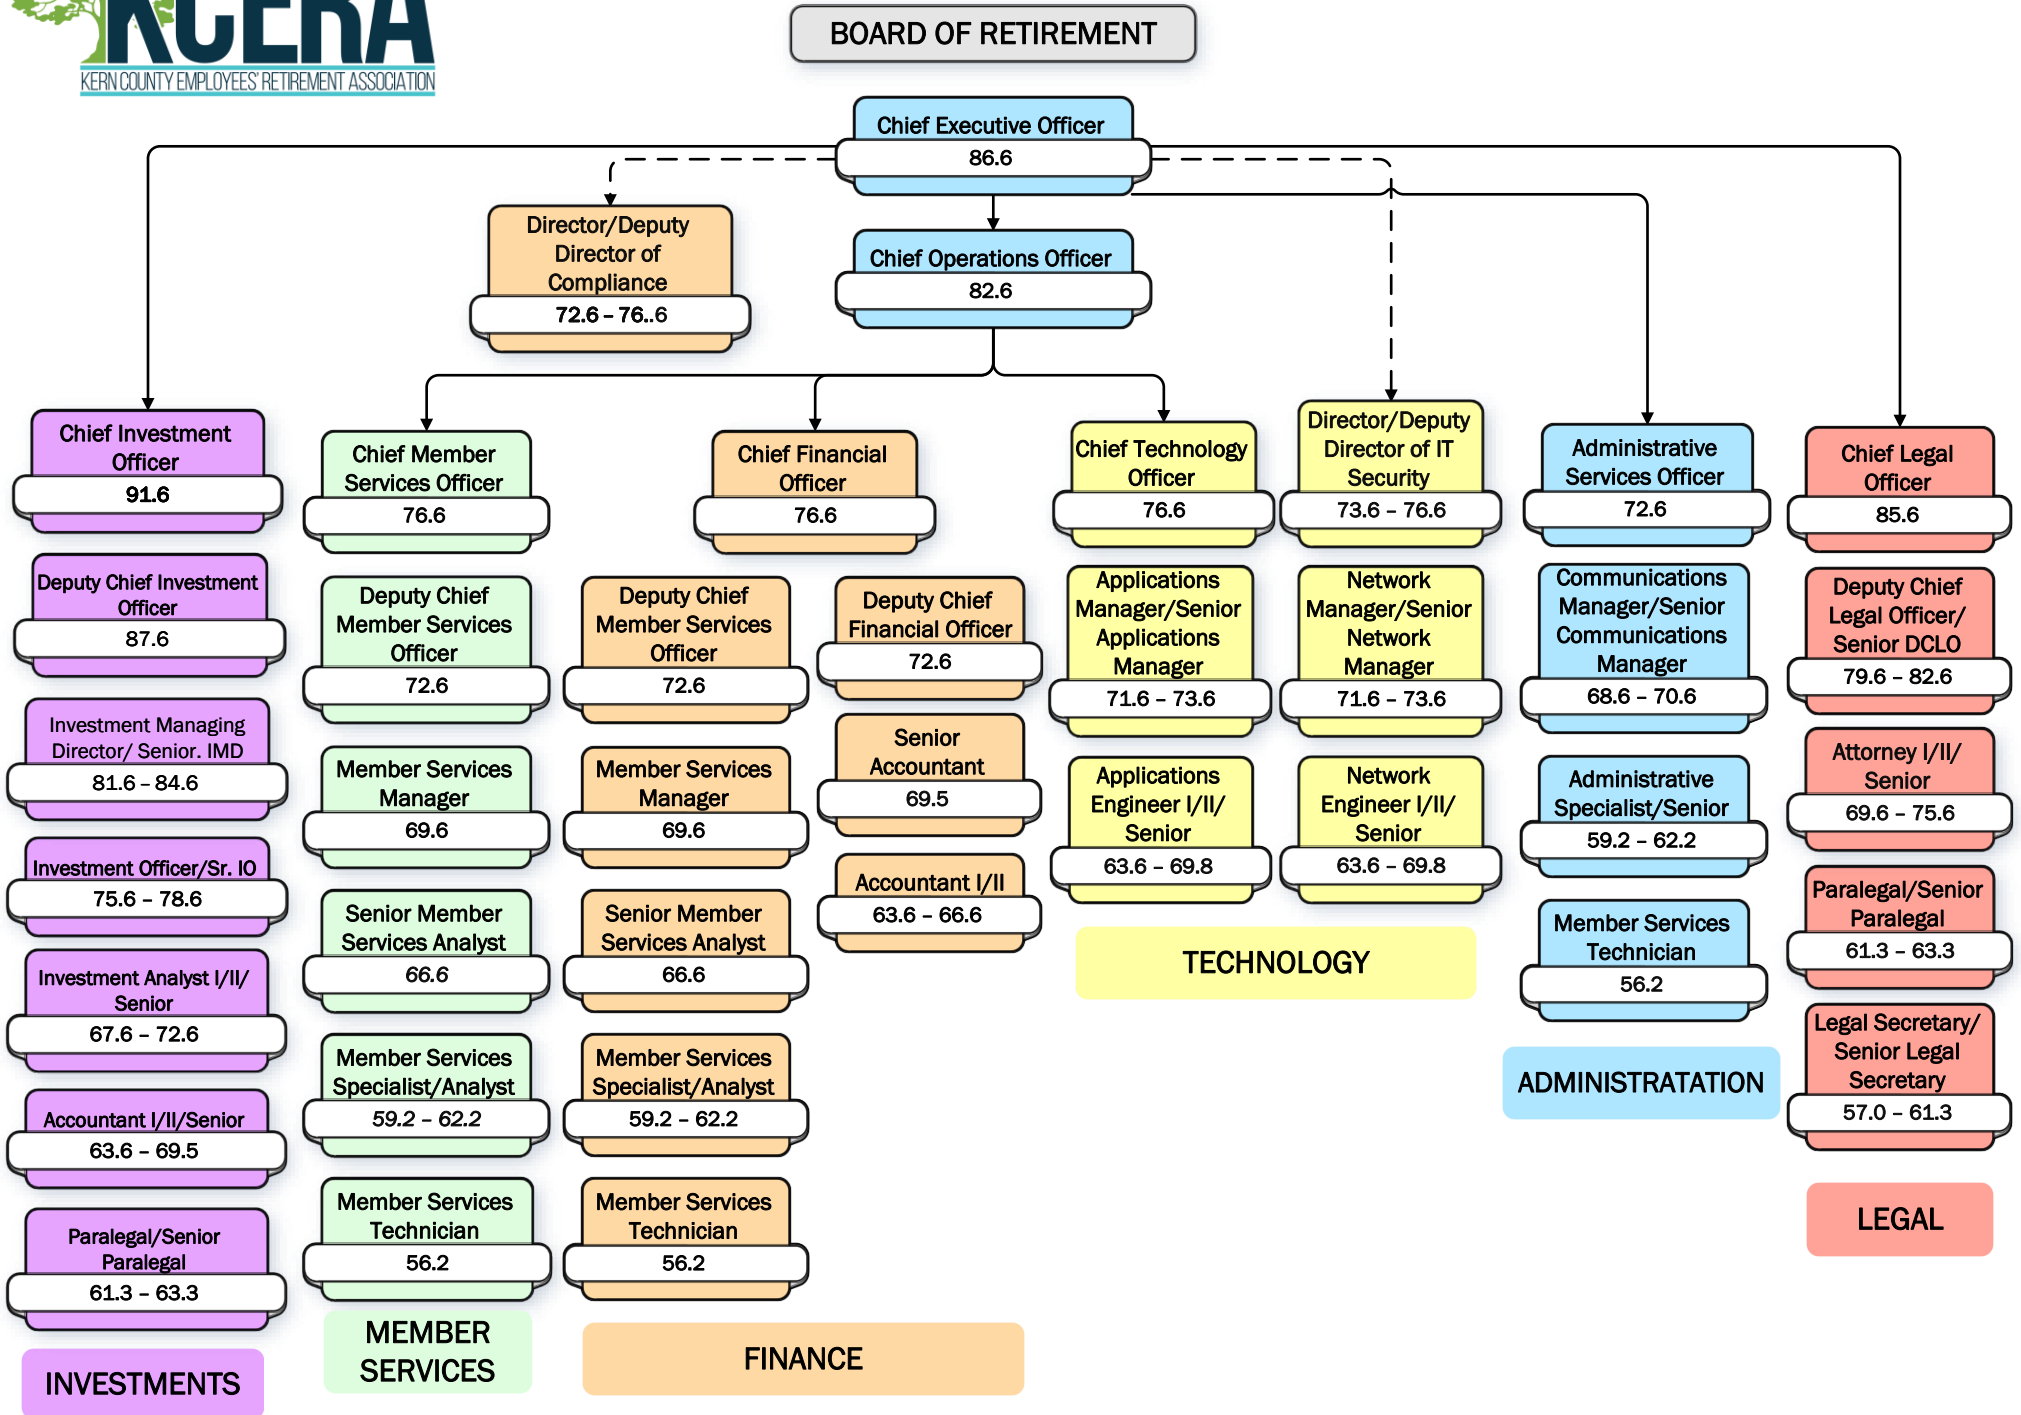 KCERA
KERN COUNTY EMPLOYEES' RETIREMENT ASSOCIATION
BOARD OF RETIREMENT
Chief Executive Officer
86.6
Director/Deputy
Director of
Compliance
72.6 – 76..6
Chief Operations Officer
82.6
Chief Investment
Officer
91.6
Deputy Chief Investment
Officer
87.6
Investment Managing
Director/ Senior. IMD
81.6 – 84.6
Investment Officer/Sr. IO
75.6 – 78.6
Investment Analyst I/II/
Senior
67.6 – 72.6
Accountant I/II/Senior
63.6 – 69.5
Paralegal/Senior
Paralegal
61.3 – 63.3
INVESTMENTS
Chief Member
Services Officer
76.6
Deputy Chief
Member Services
Officer
72.6
Member Services
Manager
69.6
Senior Member
Services Analyst
66.6
Member Services
Specialist/Analyst
59.2 – 62.2
Member Services
Technician
56.2
MEMBER
SERVICES
Chief Financial
Officer
76.6
Deputy Chief
Member Services
Officer
72.6
Member Services
Manager
69.6
Senior Member
Services Analyst
66.6
Member Services
Specialist/Analyst
59.2 – 62.2
Member Services
Technician
56.2
Deputy Chief
Financial Officer
72.6
Senior
Accountant
69.5
Accountant I/II
63.6 – 66.6
FINANCE
Chief Technology
Officer
76.6
Applications
Manager/Senior
Applications
Manager
71.6 – 73.6
Applications
Engineer I/II/
Senior
63.6 – 69.8
Director/Deputy
Director of IT
Security
73.6 – 76.6
Network
Manager/Senior
Network
Manager
71.6 – 73.6
Network
Engineer I/II/
Senior
63.6 – 69.8
TECHNOLOGY
Administrative
Services Officer
72.6
Communications
Manager/Senior
Communications
Manager
68.6 – 70.6
Administrative
Specialist/Senior
59.2 – 62.2
Member Services
Technician
56.2
ADMINISTRATATION
Chief Legal
Officer
85.6
Deputy Chief
Legal Officer/
Senior DCLO
79.6 – 82.6
Attorney I/II/
Senior
69.6 – 75.6
Paralegal/Senior
Paralegal
61.3 – 63.3
Legal Secretary/
Senior Legal
Secretary
57.0 – 61.3
LEGAL